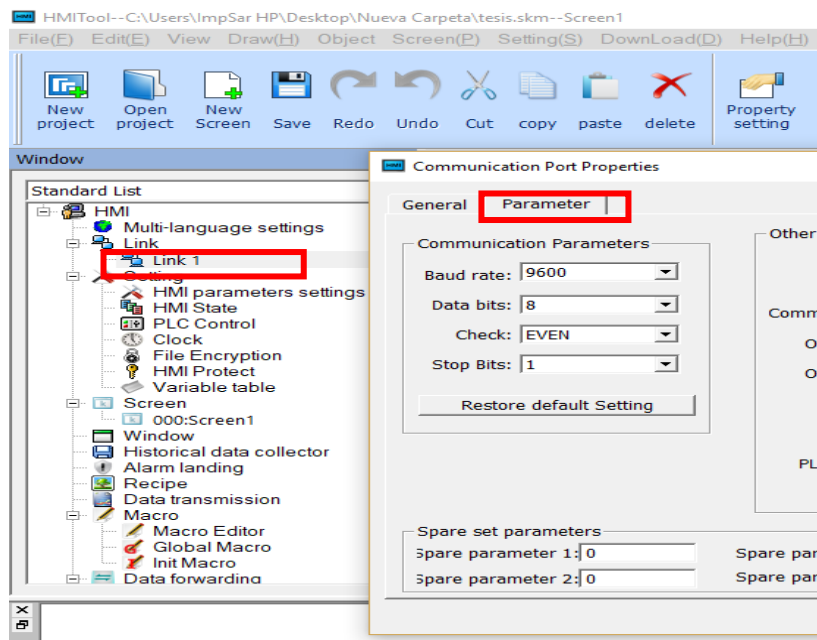 HMITool--C:\Users\ImpSar HP\Desktop\Nueva Carpeta\tesis.skm--Screen1
File(F) Edit(E) View Draw(H) Object Screen(P) Setting(S) DownLoad(D) Help(H)
New project
Open project
New Screen
Save
Redo
Undo
Cut
copy
paste
delete
Property setting
Window
Standard List
HMI
Multi-language settings
Link
Link 1
Setting
HMI parameters settings
HMI State
PLC Control
Clock
File Encryption
HMI Protect
Variable table
Screen
000:Screen1
Window
Historical data collector
Alarm landing
Recipe
Data transmission
Macro
Macro Editor
Global Macro
Init Macro
Data forwarding
Communication Port Properties
General Parameter
Communication Parameters
Baud rate: 9600
Data bits: 8
Check: EVEN
Stop Bits: 1
Restore default Setting
Other
Comm
O
O
PL
Spare set parameters
Spare parameter 1: 0 Spare par
Spare parameter 2: 0 Spare par